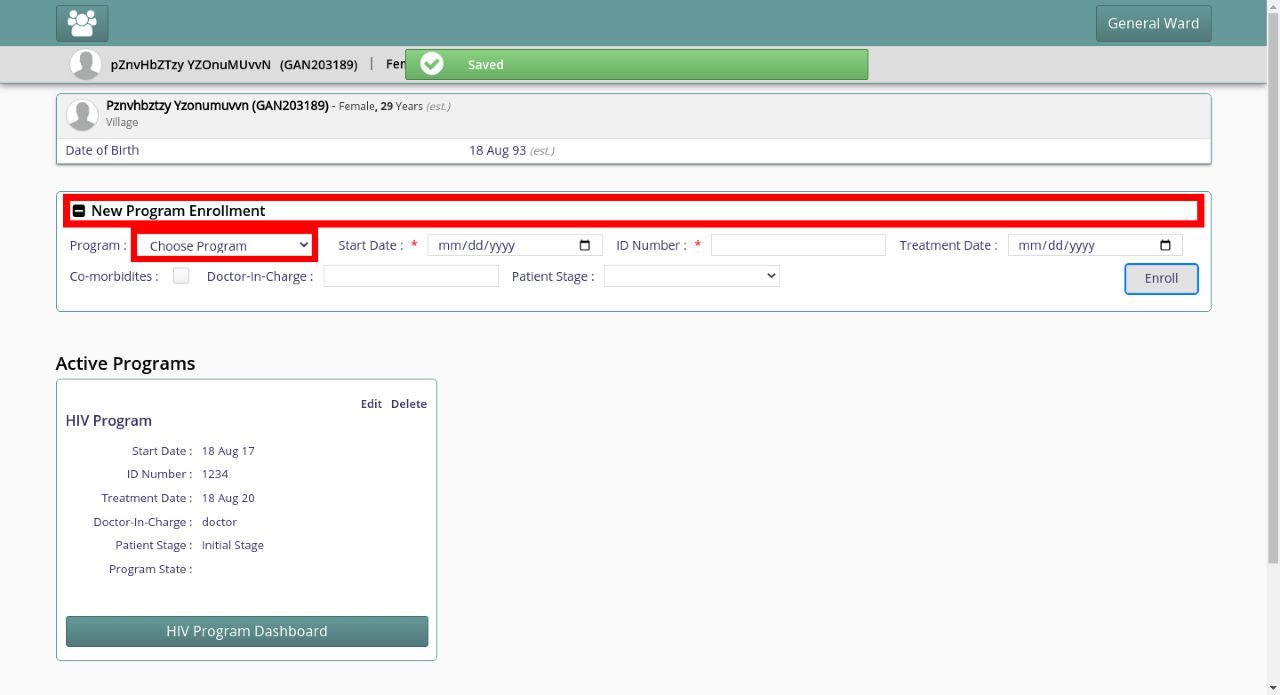 General Ward
pZnvHbZTzy YZOnuMUvvN (GAN203189) | Fem
Saved
Pznvhbztzy Yzonumuvvn (GAN203189) - Female, 29 Years (est.)
Village
Date of Birth 18 Aug 93 (est.)
New Program Enrollment
Program : Choose Program Start Date : * mm/dd/yyyy ID Number : * Treatment Date : mm/dd/yyyy
Co-morbidites : Doctor-In-Charge : Patient Stage : Enroll
Active Programs
Edit Delete
HIV Program
Start Date : 18 Aug 17
ID Number : 1234
Treatment Date : 18 Aug 20
Doctor-In-Charge : doctor
Patient Stage : Initial Stage
Program State :
HIV Program Dashboard